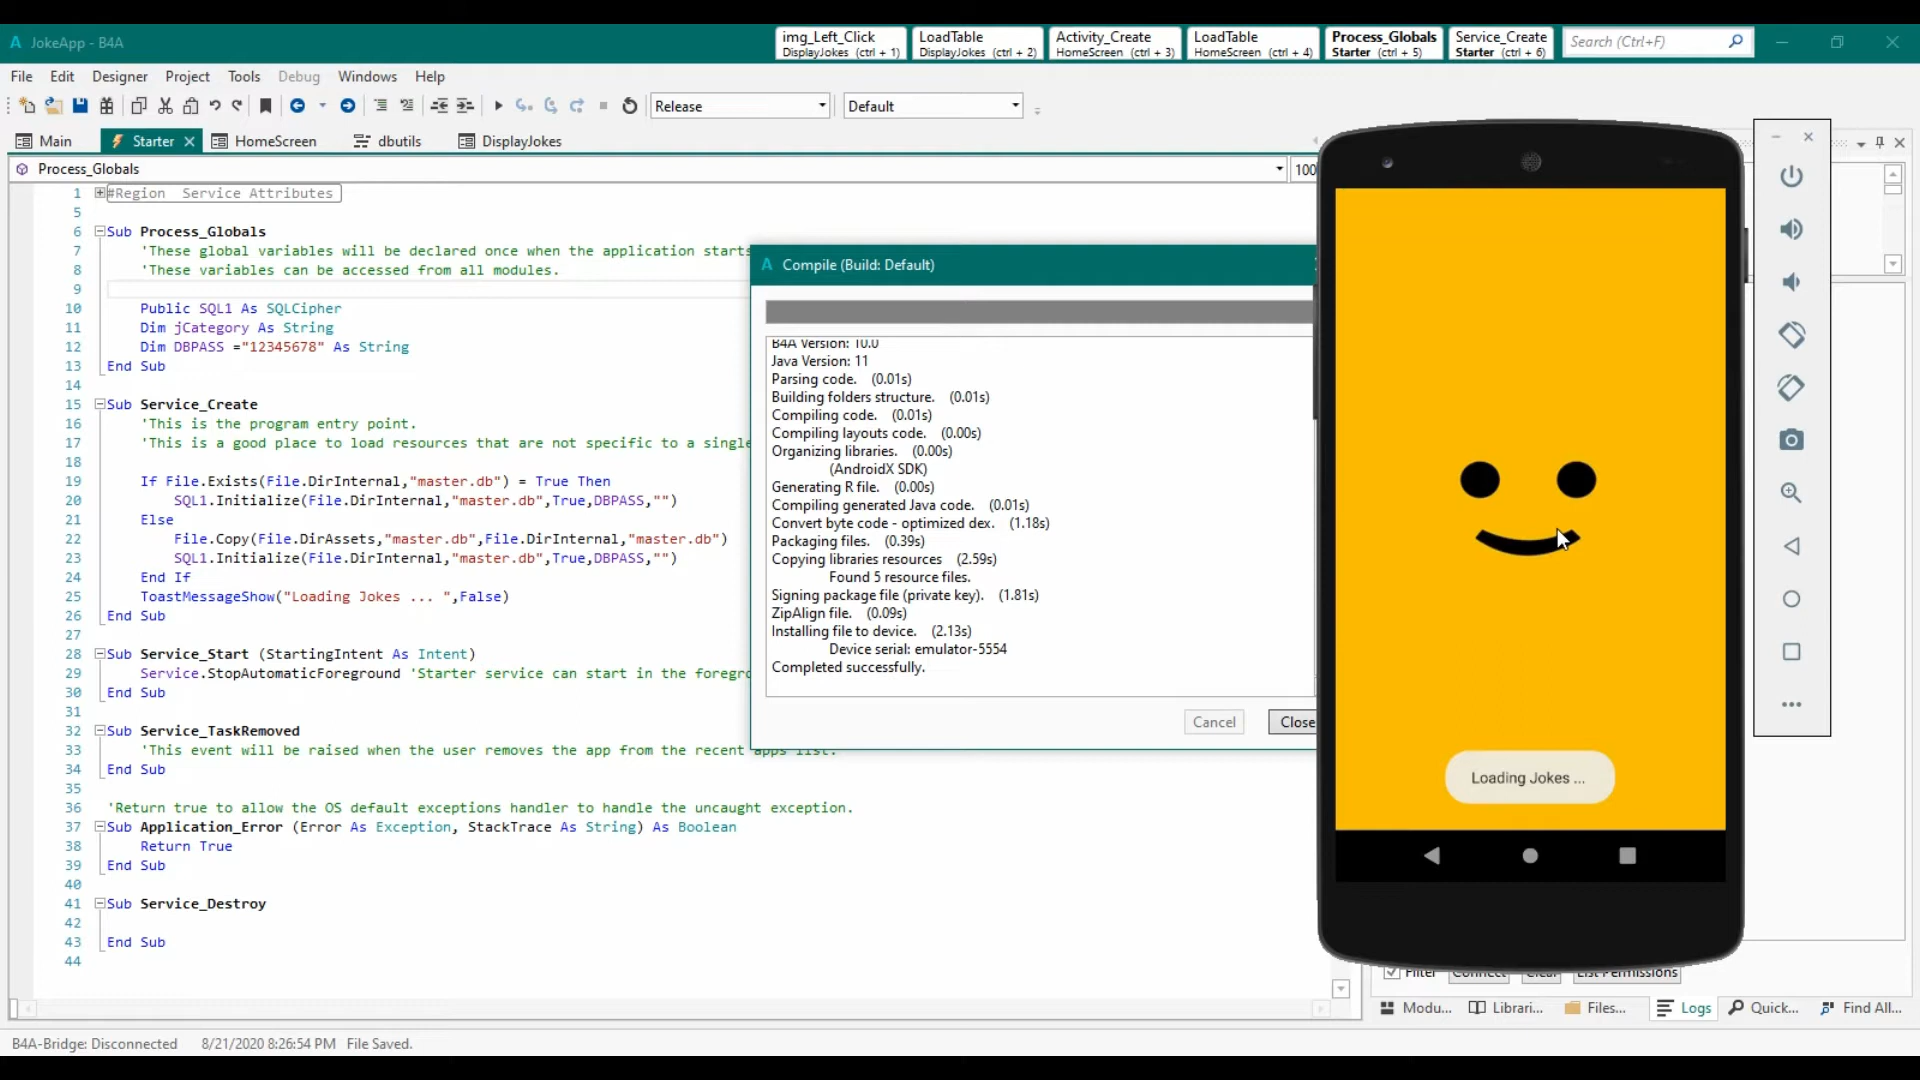 JokeApp - B4A
img_Left_Click
DisplayJokes (ctrl + 1)
LoadTable
DisplayJokes (ctrl + 2)
Activity_Create
HomeScreen (ctrl + 3)
LoadTable
HomeScreen (ctrl + 4)
Process_Globals
Starter (ctrl + 5)
Service_Create
Starter (ctrl + 6)
Search (Ctrl+F)
File Edit Designer Project Tools Debug Windows Help
Release Default
Main Starter HomeScreen dbutils DisplayJokes
Process_Globals 100
1 #Region Service Attributes
5
6 Sub Process_Globals
7 'These global variables will be declared once when the application starts
8 'These variables can be accessed from all modules.
9
10 Public SQL1 As SQLCipher
11 Dim jCategory As String
12 Dim DBPASS ="12345678" As String
13 End Sub
14
15 Sub Service_Create
16 'This is the program entry point.
17 'This is a good place to load resources that are not specific to a single
18
19 If File.Exists(File.DirInternal,"master.db") = True Then
20 SQL1.Initialize(File.DirInternal,"master.db",True,DBPASS,"")
21 Else
22 File.Copy(File.DirAssets,"master.db",File.DirInternal,"master.db")
23 SQL1.Initialize(File.DirInternal,"master.db",True,DBPASS,"")
24 End If
25 ToastMessageShow("Loading Jokes ... ",False)
26 End Sub
27
28 Sub Service_Start (StartingIntent As Intent)
29 Service.StopAutomaticForeground 'Starter service can start in the foregro
30 End Sub
31
32 Sub Service_TaskRemoved
33 'This event will be raised when the user removes the app from the recent apps list.
34 End Sub
35
36 'Return true to allow the OS default exceptions handler to handle the uncaught exception.
37 Sub Application_Error (Error As Exception, StackTrace As String) As Boolean
38 Return True
39 End Sub
40
41 Sub Service_Destroy
42
43 End Sub
44
Compile (Build: Default)
B4A Version: 10.0
Java Version: 11
Parsing code. (0.01s)
Building folders structure. (0.01s)
Compiling code. (0.01s)
Compiling layouts code. (0.00s)
Organizing libraries. (0.00s)
(AndroidX SDK)
Generating R file. (0.00s)
Compiling generated Java code. (0.01s)
Convert byte code - optimized dex. (1.18s)
Packaging files. (0.39s)
Copying libraries resources (2.59s)
Found 5 resource files.
Signing package file (private key). (1.81s)
ZipAlign file. (0.09s)
Installing file to device. (2.13s)
Device serial: emulator-5554
Completed successfully.
Cancel Close
Loading Jokes ...
Filter Connect Clear List Permissions
Modu... Librari... Files... Logs Quick... Find All...
B4A-Bridge: Disconnected 8/21/2020 8:26:54 PM File Saved.